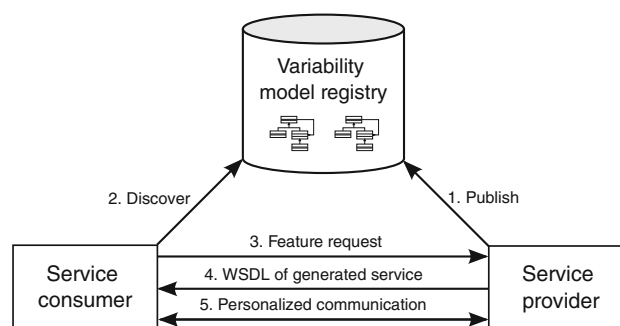 Variability
model registry
2. Discover
1. Publish
3. Feature request
4. WSDL of generated service
5. Personalized communication
Service
consumer
Service
provider